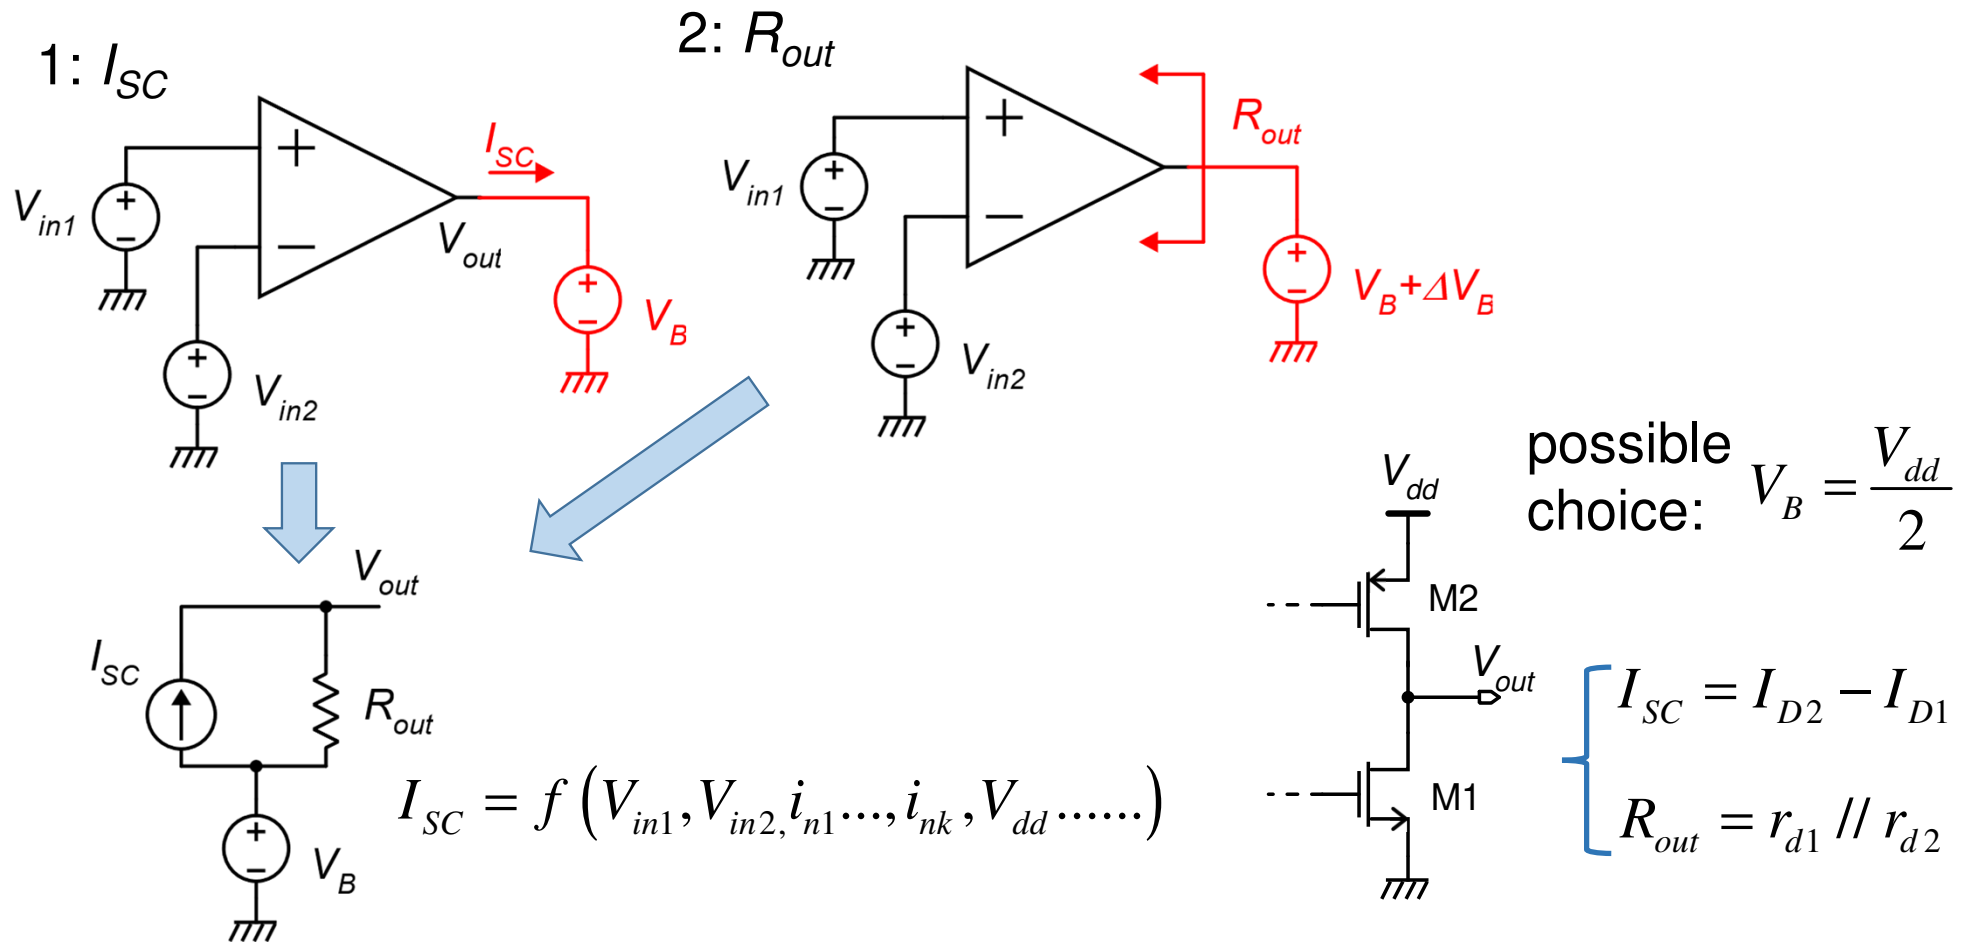 1: I_SC
2: R_out
+
−
V_in1
+
−
V_in2
+
−
I_SC
V_out
+
−
V_B
+
−
V_in1
+
−
V_in2
+
−
R_out
+
−
V_B+ΔV_B
V_out
I_SC
R_out
+
−
V_B
I_SC = f(V_in1, V_in2, i_n1..., i_nk, V_dd......)
possible
choice:
V_B = V_dd / 2
V_dd
M2
V_out
M1
I_SC = I_D2 − I_D1
R_out = r_d1 // r_d2